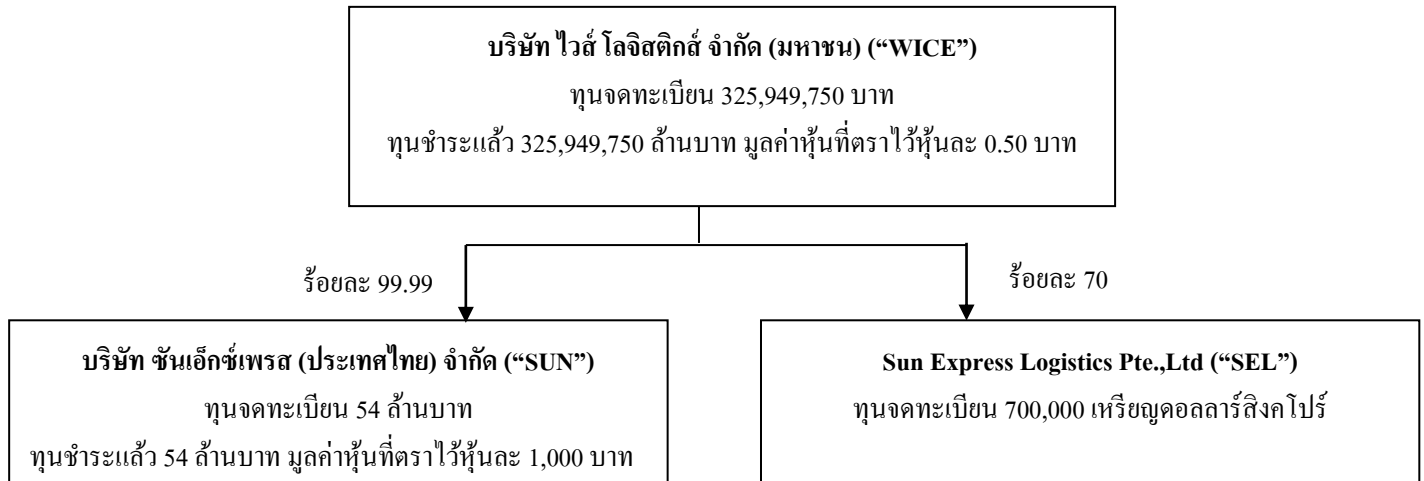 บริษัท ไวส์ โลจิสติกส์ จำกัด (มหาชน) (“WICE”)
ทุนจดทะเบียน 325,949,750 บาท
ทุนชำระแล้ว 325,949,750 ล้านบาท มูลค่าหุ้นที่ตราไว้หุ้นละ 0.50 บาท
ร้อยละ 99.99
ร้อยละ 70
บริษัท ซันเอ็กซ์เพรส (ประเทศไทย) จำกัด (“SUN”)
ทุนจดทะเบียน 54 ล้านบาท
ทุนชำระแล้ว 54 ล้านบาท มูลค่าหุ้นที่ตราไว้หุ้นละ 1,000 บาท
Sun Express Logistics Pte.,Ltd (“SEL”)
ทุนจดทะเบียน 700,000 เหรียญดอลลาร์สิงคโปร์